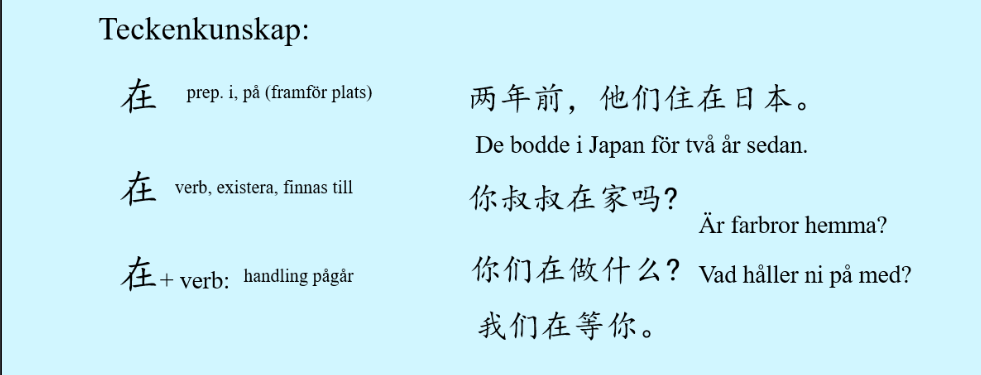 Teckenkunskap:
在 prep. i, på (framför plats)
两年前，他们住在日本。
De bodde i Japan för två år sedan.
在 verb, existera, finnas till
你叔叔在家吗?
Är farbror hemma?
在+ verb: handling pågår
你们在做什么? Vad håller ni på med?
我们在等你。